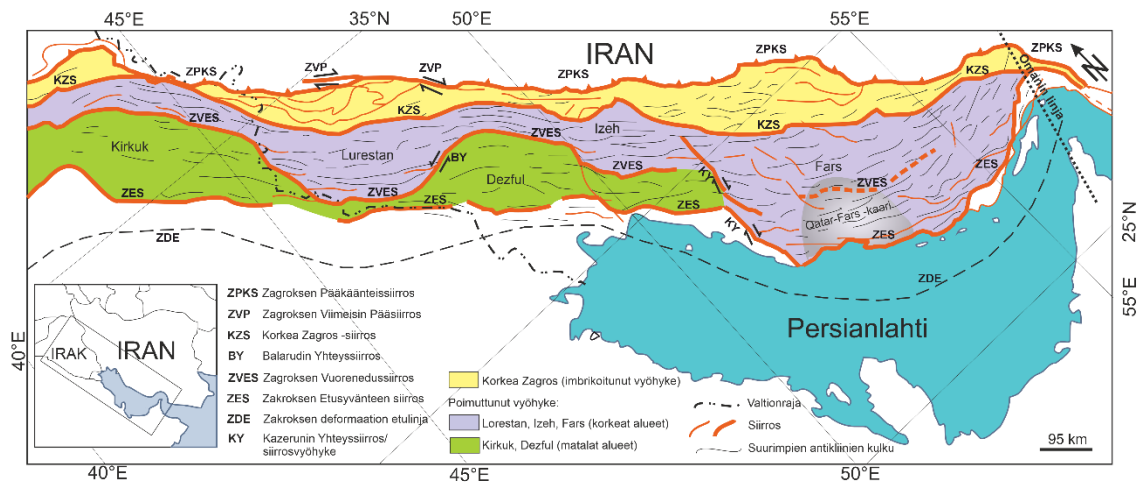 45°E
35N
50°E
55°E
IRAN
ZPKS
ZVP
ZVP
ZPKS
ZPKS
ZPKS
N
KZS
KZS
KZS
KZS
Omanin linja
ZVES
ZVES
Izeh
Kirkuk
Lurestan
BY
Dezful
ZVES
KY
Fars
ZVES
ZES
ZES
ZVES
ZES
ZES
Qatar-Fars -kaari
KY
ZES
ZDE
ZDE
25°N
55°E
Persianlahti
40°E
IRAK
IRAN
ZPKS Zagroksen Pääkäänteissiirros
ZVP Zagroksen Viimeisin Pääsiirros
KZS Korkea Zagros -siirros
BY Balarudin Yhteyssiirros
ZVES Zagroksen Vuorenedussiirros
ZES Zakroksen Etusyvänteen siirros
ZDE Zakroksen deformaation etulinja
KY Kazerunin Yhteyssiirros/
siirrosvyöhyke
Korkea Zagros (imbrikoitunut vyöhyke)
Poimuttunut vyöhyke:
Lorestan, Izeh, Fars (korkeat alueet)
Kirkuk, Dezful (matalat alueet)
Valtionraja
Siirros
Suurimpien antikliinien kulku
95 km
40°E
45°E
50°E